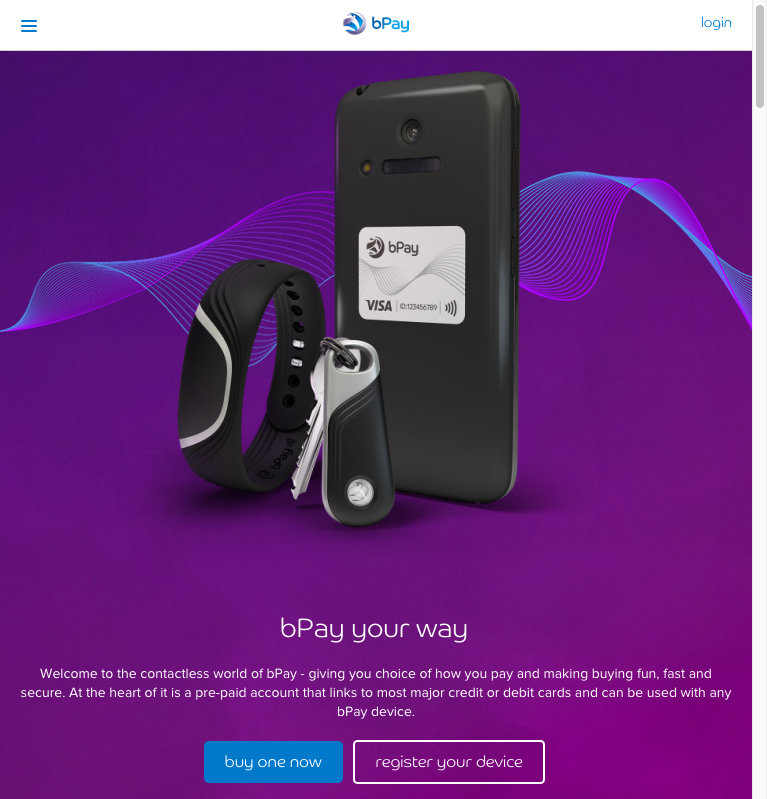 bPay
login
bPay
VISA ID:123456789
bPay
bPay your way
Welcome to the contactless world of bPay - giving you choice of how you pay and making buying fun, fast and
secure. At the heart of it is a pre-paid account that links to most major credit or debit cards and can be used with any
bPay device.
buy one now
register your device